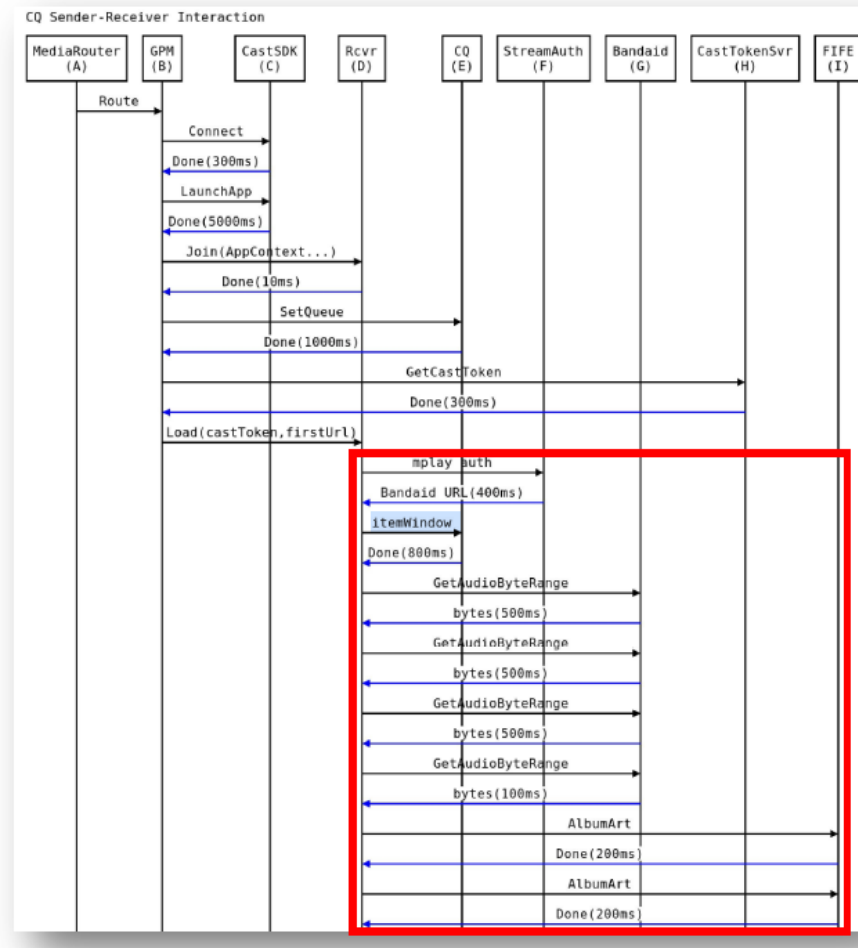 CQ Sender-Receiver Interaction
MediaRouter GPM CastSDK Rcvr CQ StreamAuth Bandaid CastTokenSvr FIFE
(A) (B) (C) (D) (E) (F) (G) (H) (I)
Route
Connect
Done(300ms)
LaunchApp
Done(5000ms)
Join(AppContext...)
Done(10ms)
SetQueue
Done(1000ms)
GetCastToken
Done(300ms)
Load(castToken,firstUrl)
mplay auth
Bandaid URL(400ms)
itemWindow
Done(800ms)
GetAudioByteRange
bytes(500ms)
GetAudioByteRange
bytes(500ms)
GetAudioByteRange
bytes(500ms)
GetAudioByteRange
bytes(100ms)
AlbumArt
Done(200ms)
AlbumArt
Done(200ms)